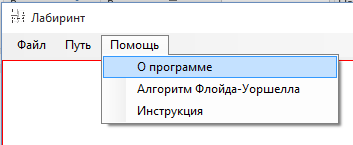 Лабиринт
Файл Путь Помощь
О программе
Алгоритм Флойда-Уоршелла
Инструкция